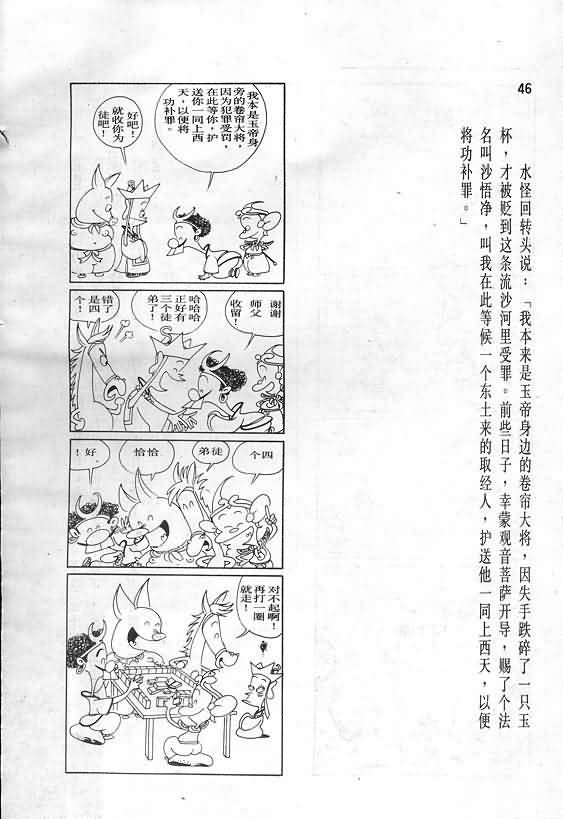 46
水怪回转头说：「我本来是玉帝身边的卷帘大将，因失手跌碎了一只玉
杯，才被贬到这条流沙河里受罪。前些日子，幸蒙观音菩萨开导，赐了个法
名叫沙悟净，叫我在此等候一个东土来的取经人，护送他一同上西天，以便
将功补罪。」
我本是玉帝身
旁的卷帘大将，
因为犯罪受罚，
在此等你，护
送你一同上西
天，以便将
功补罪。
好吧！
就收你为
徒吧！
谢谢
师父
收留！
哈哈哈
正好有
三个徒
弟了！
错了
是四
个！
四个
徒弟
恰恰
好！
对不起啊！
再打一圈
就走！